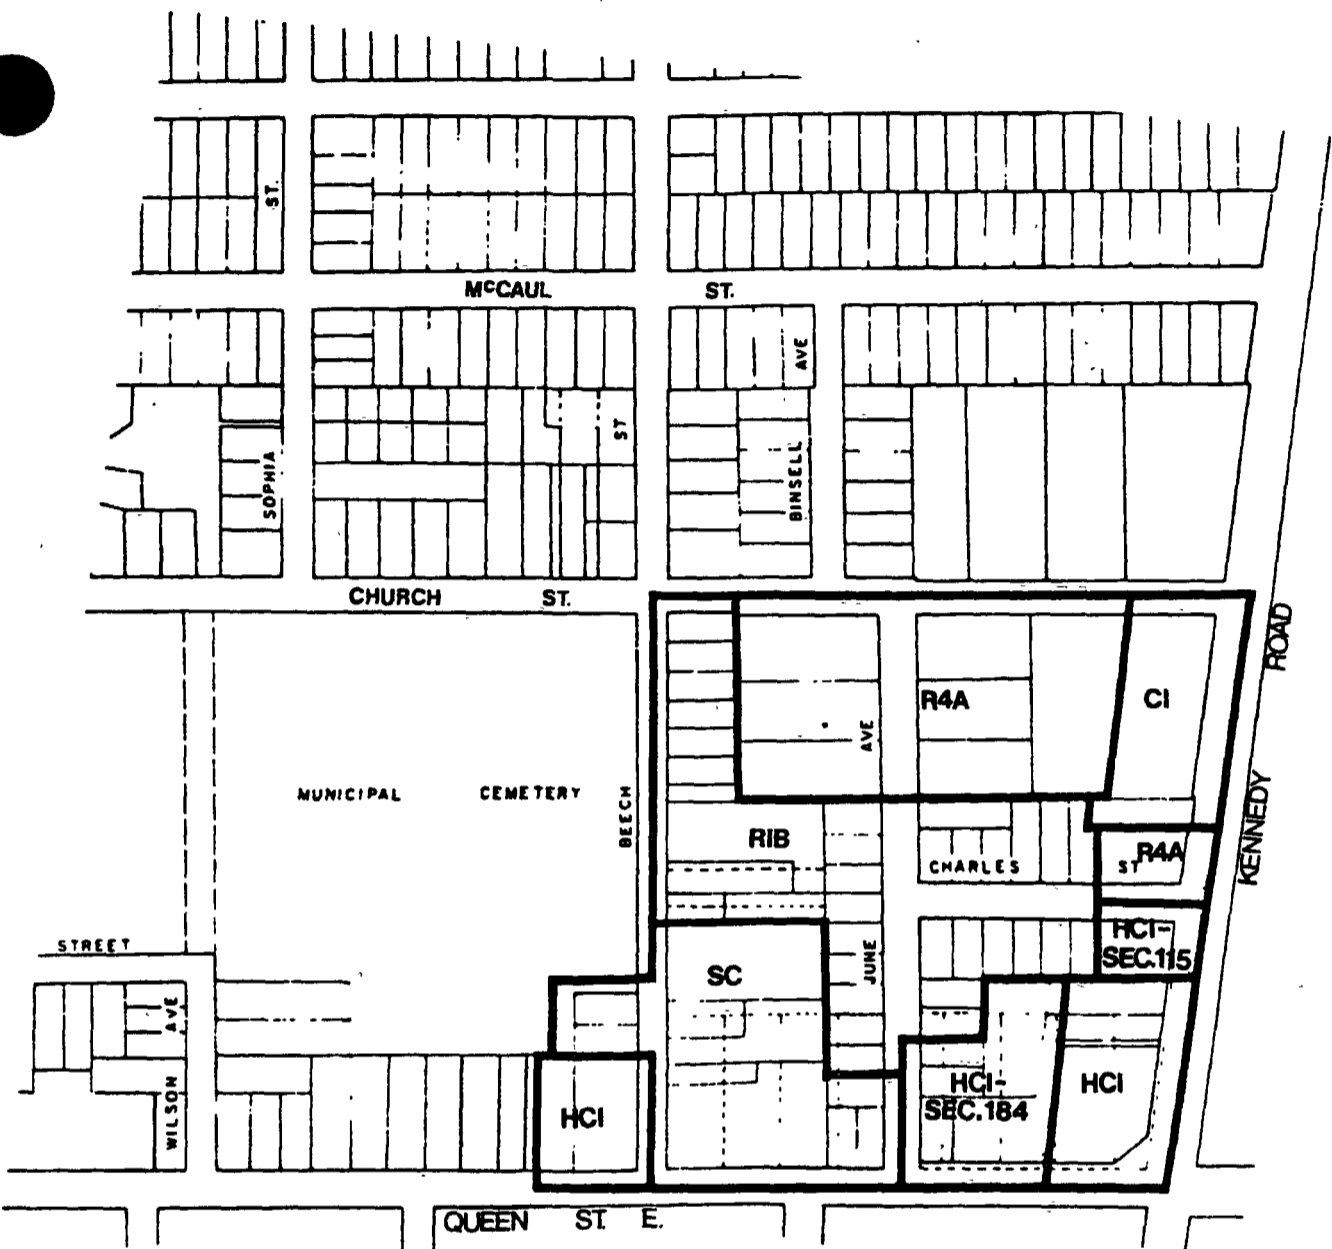 ST.
McCAUL ST.
AVE
ST
SOPHIA
BINSELL
CHURCH ST.
ROAD
R4A
CI
AVE
MUNICIPAL CEMETERY
BEECH
KENNEDY
RIB
R4A
CHARLES ST
HCI-
SEC.115
STREET
JUNE
SC
AVE
WILSON
HCI
HCI-
SEC.184
HCI
QUEEN ST. E.